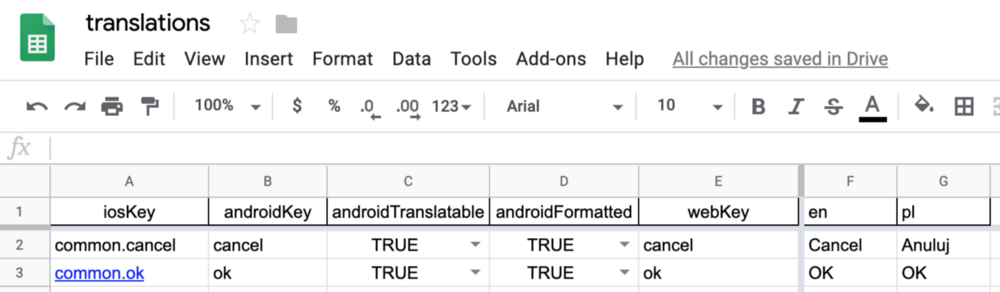 translations
File Edit View Insert Format Data Tools Add-ons Help All changes saved in Drive
100% $ % .0 .00 123 Arial 10 B I S A
fx
A B C D E F G
1 iosKey androidKey androidTranslatable androidFormatted webKey en pl
2 common.cancel cancel TRUE TRUE cancel Cancel Anuluj
3 common.ok ok TRUE TRUE ok OK OK